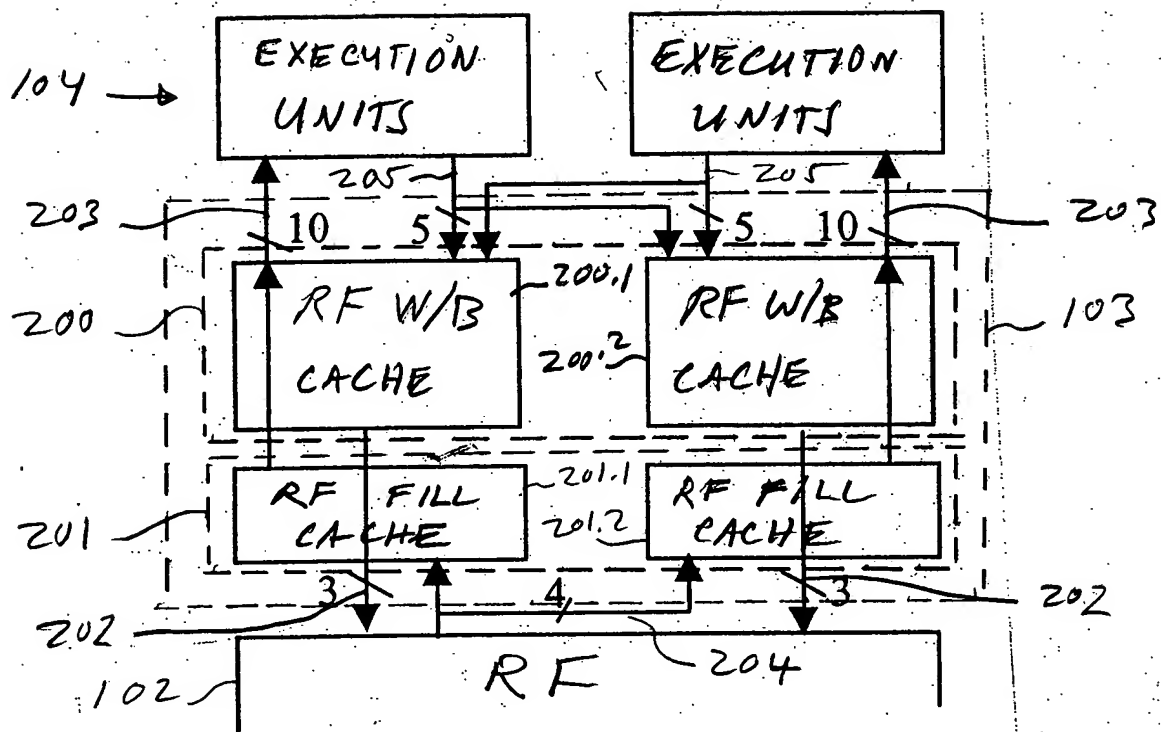 EXECUTION
UNITS
EXECUTION
UNITS
104
205
205
203
10
5
5
10
203
200
RF W/B
CACHE
200.1
RF W/B
CACHE
200.2
103
201
RF FILL
CACHE
201.1
RF FILL
CACHE
201.2
3
4
3
202
202
204
102
RF